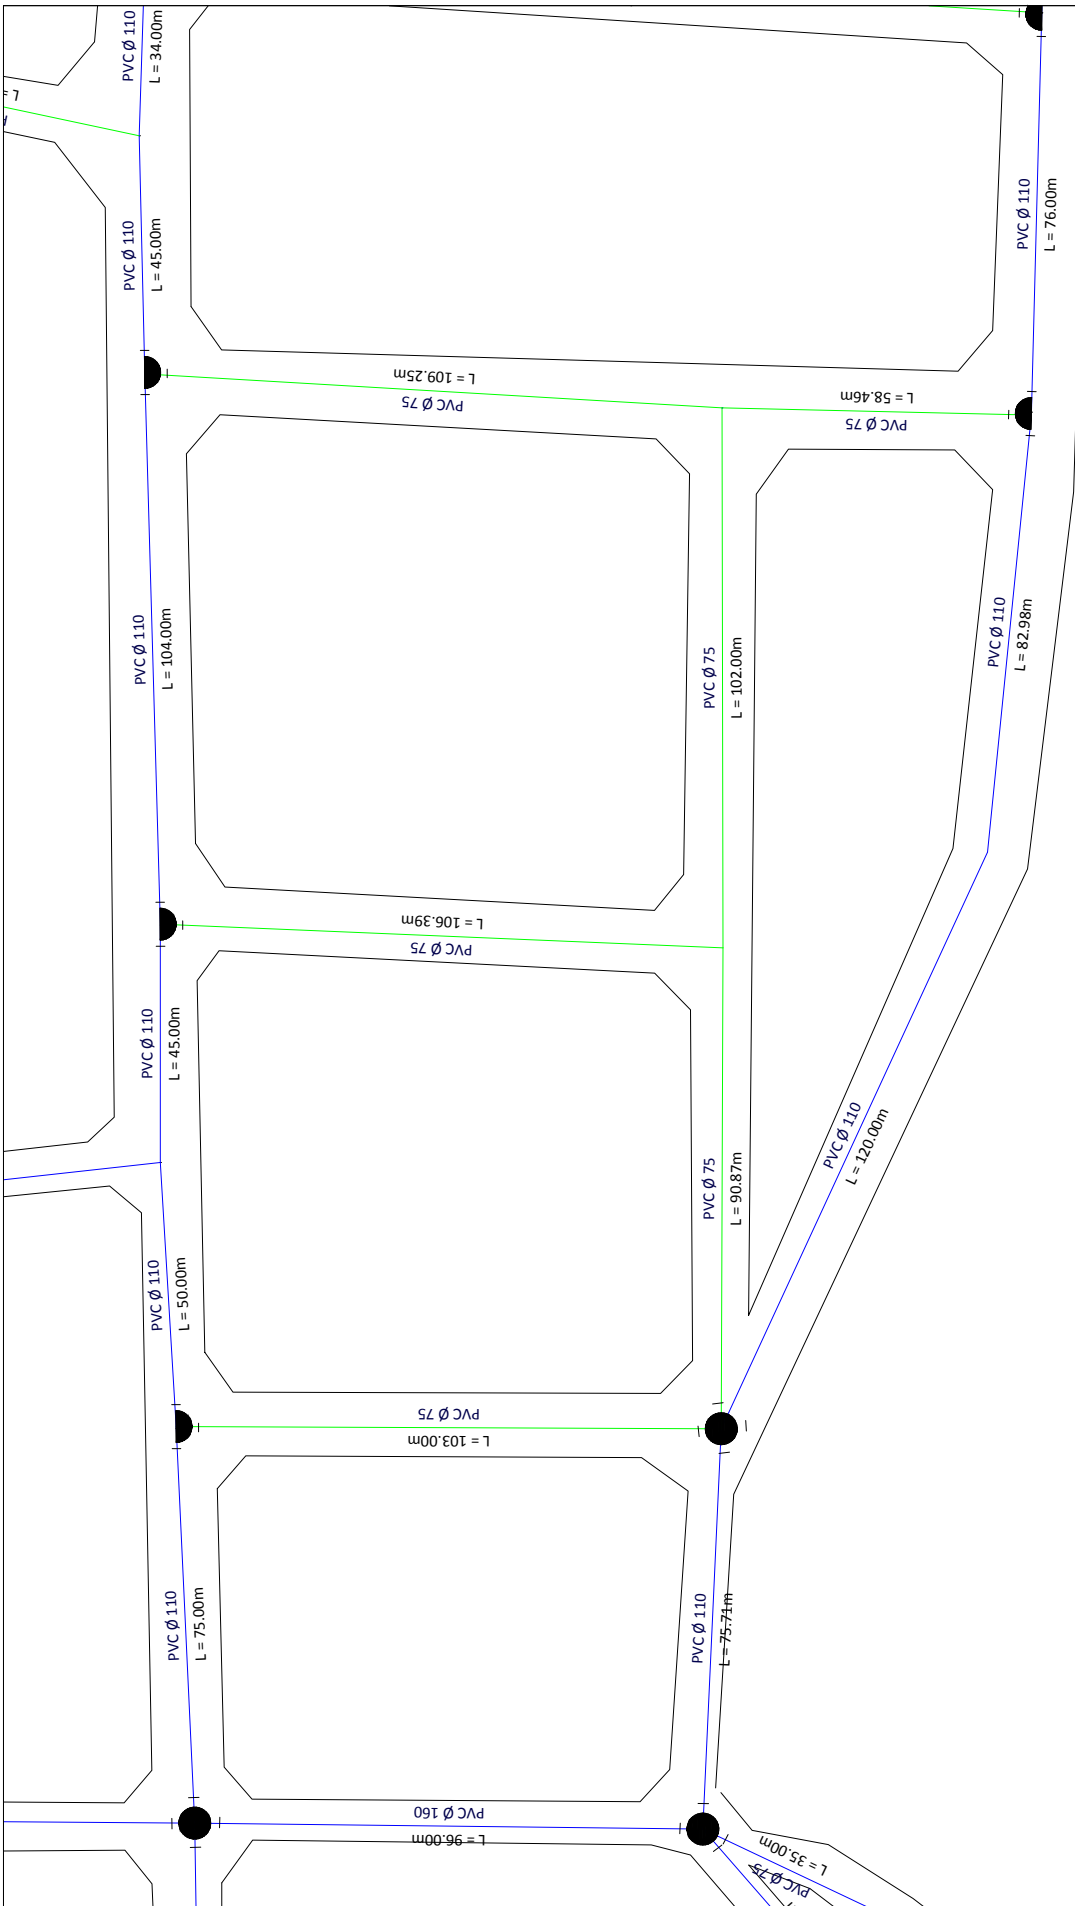 PVC Ø 110
L = 34.00m
L =
PVC Ø 110
L = 45.00m
PVC Ø 110
L = 76.00m
L = 109.25m
PVC Ø 75
L = 58.46m
PVC Ø 75
PVC Ø 110
L = 104.00m
PVC Ø 75
L = 102.00m
PVC Ø 110
L = 82.98m
L = 106.39m
PVC Ø 75
PVC Ø 110
L = 45.00m
PVC Ø 75
L = 90.87m
PVC Ø 110
L = 120.00m
PVC Ø 110
L = 50.00m
PVC Ø 75
L = 103.00m
PVC Ø 110
L = 75.00m
PVC Ø 110
L = 75.71m
PVC Ø 160
L = 96.00m
L = 35.00m
PVC Ø 75